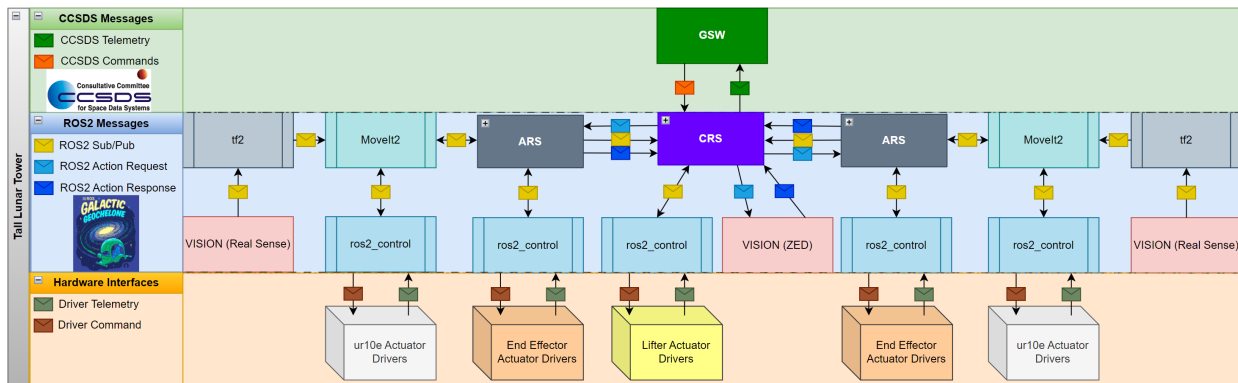 Tall Lunar Tower
CCSDS Messages
CCSDS Telemetry
CCSDS Commands
Consultative Committee
CCSDS
for Space Data Systems
GSW
ROS2 Messages
ROS2 Sub/Pub
ROS2 Action Request
ROS2 Action Response
GALACTIC
GEOCHELONE
tf2
MoveIt2
ARS
CRS
ARS
MoveIt2
tf2
VISION (Real Sense)
ros2_control
ros2_control
ros2_control
VISION (ZED)
ros2_control
ros2_control
VISION (Real Sense)
Hardware Interfaces
Driver Telemetry
Driver Command
ur10e Actuator
Drivers
End Effector
Actuator Drivers
Lifter Actuator
Drivers
End Effector
Actuator Drivers
ur10e Actuator
Drivers